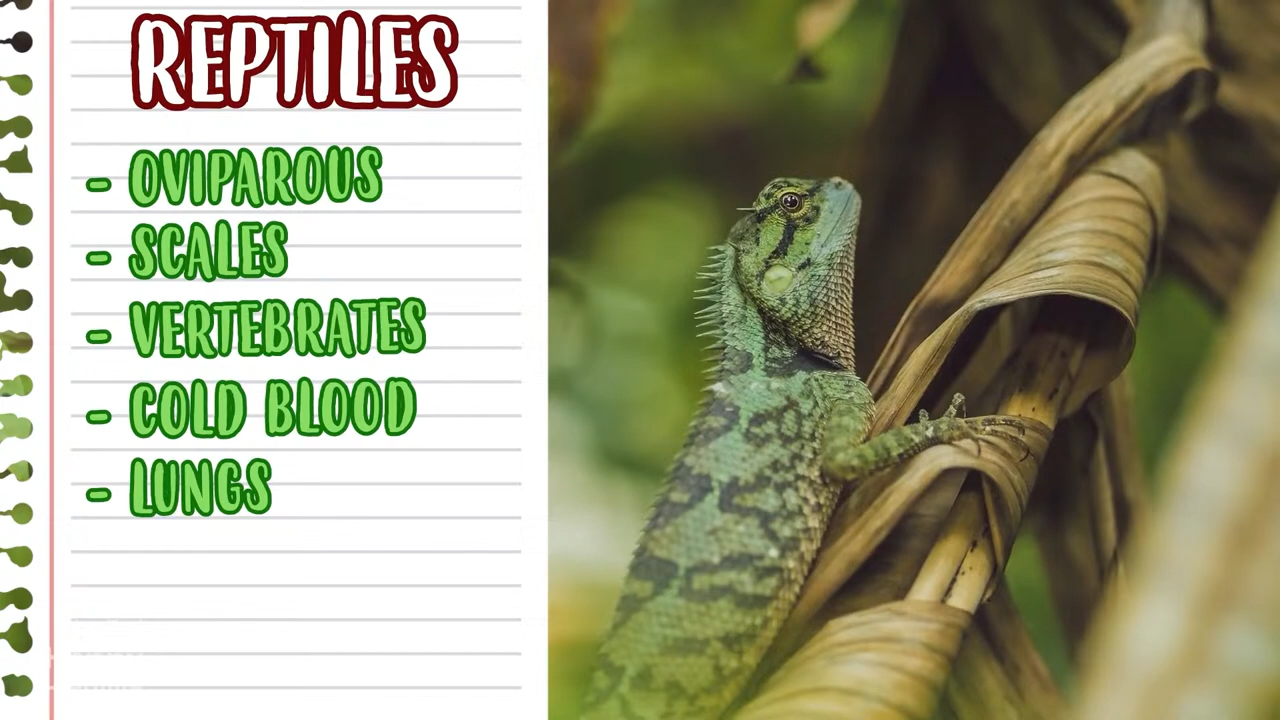 REPTILES
- OVIPAROUS
- SCALES
- VERTEBRATES
- COLD BLOOD
- LUNGS